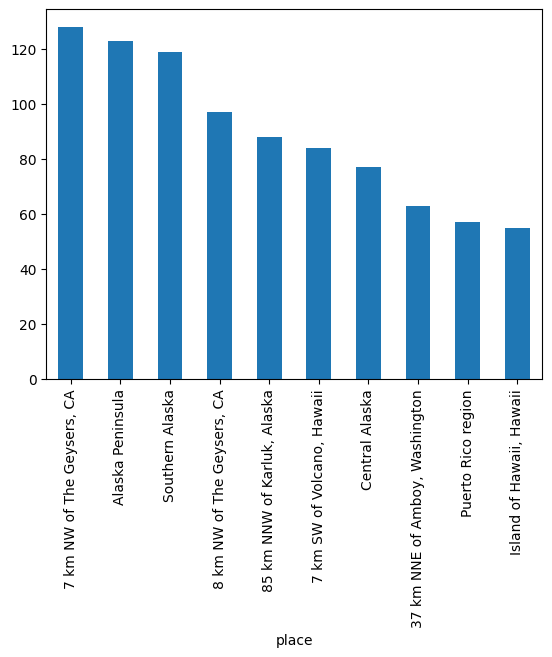 120
100
80
60
40
20
0
7 km NW of The Geysers, CA
Alaska Peninsula
Southern Alaska
8 km NW of The Geysers, CA
85 km NNW of Karluk, Alaska
7 km SW of Volcano, Hawaii
Central Alaska
37 km NNE of Amboy, Washington
Puerto Rico region
Island of Hawaii, Hawaii
place